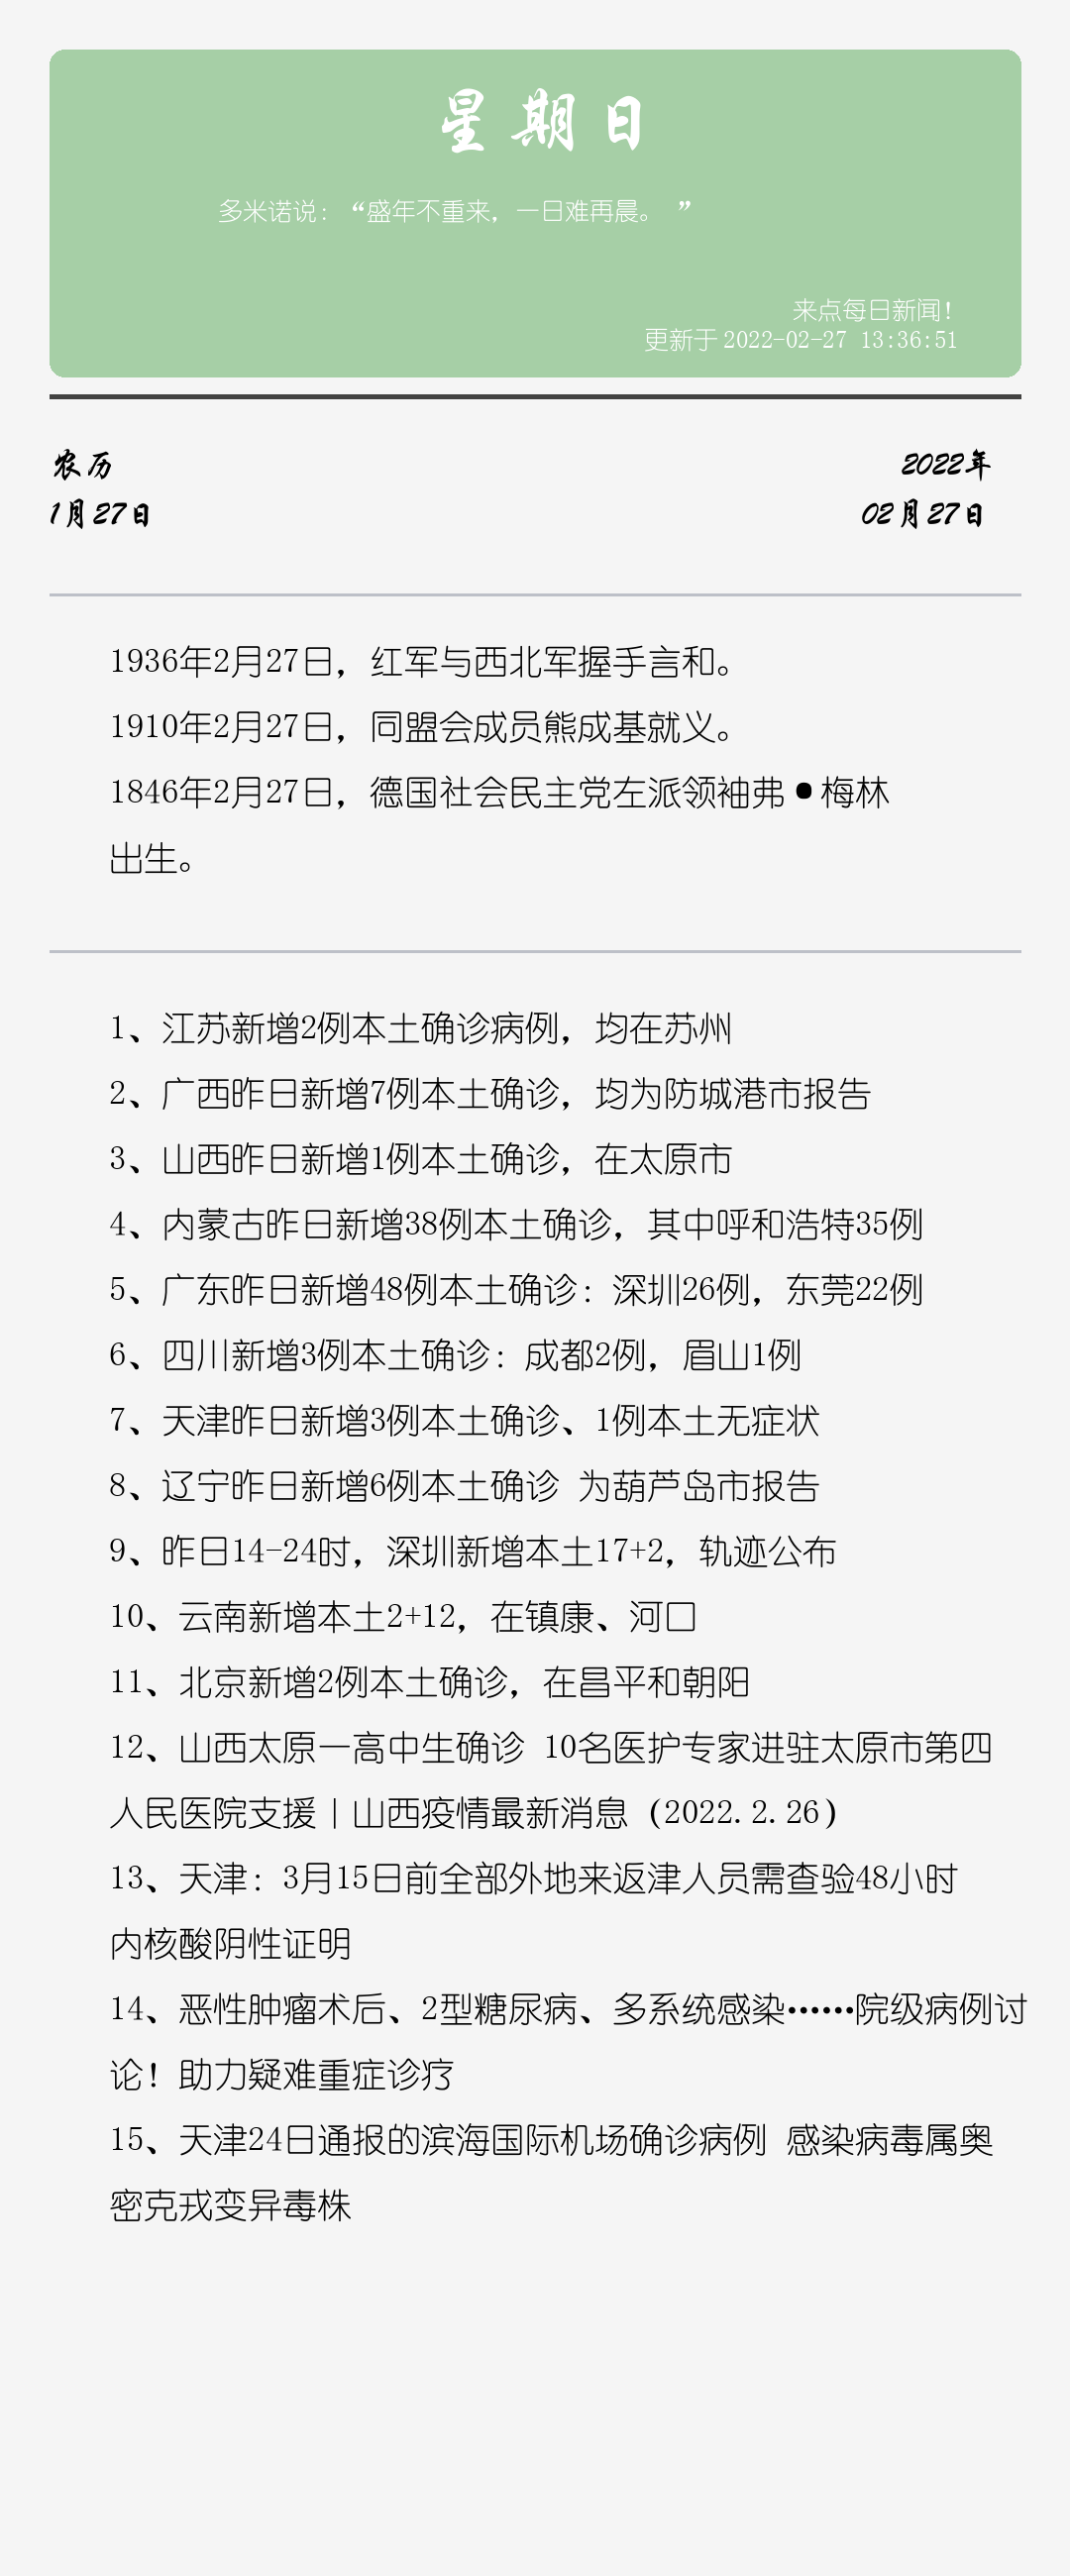 星期日
多米诺说：“盛年不重来，一日难再晨。 ”
来点每日新闻！
更新于 2022-02-27 13:36:51
农历
2022年
1月27日
02月27日
1936年2月27日，红军与西北军握手言和。
1910年2月27日，同盟会成员熊成基就义。
1846年2月27日，德国社会民主党左派领袖弗•梅林
出生。
1、江苏新增2例本土确诊病例，均在苏州
2、广西昨日新增7例本土确诊，均为防城港市报告
3、山西昨日新增1例本土确诊，在太原市
4、内蒙古昨日新增38例本土确诊，其中呼和浩特35例
5、广东昨日新增48例本土确诊：深圳26例，东莞22例
6、四川新增3例本土确诊：成都2例，眉山1例
7、天津昨日新增3例本土确诊、1例本土无症状
8、辽宁昨日新增6例本土确诊 为葫芦岛市报告
9、昨日14-24时，深圳新增本土17+2，轨迹公布
10、云南新增本土2+12，在镇康、河口
11、北京新增2例本土确诊，在昌平和朝阳
12、山西太原一高中生确诊 10名医护专家进驻太原市第四
人民医院支援｜山西疫情最新消息（2022.2.26）
13、天津：3月15日前全部外地来返津人员需查验48小时
内核酸阴性证明
14、恶性肿瘤术后、2型糖尿病、多系统感染……院级病例讨
论！助力疑难重症诊疗
15、天津24日通报的滨海国际机场确诊病例 感染病毒属奥
密克戎变异毒株